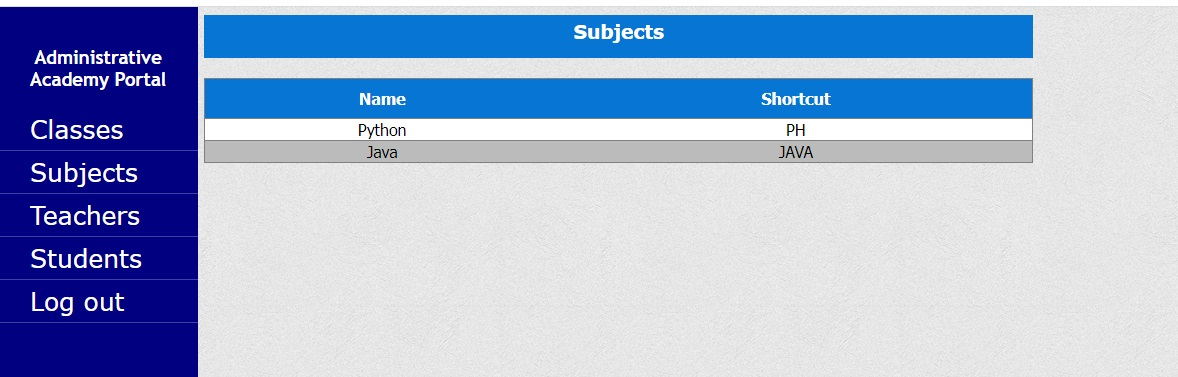 Administrative
Academy Portal
Classes
Subjects
Teachers
Students
Log out
Subjects
Name Shortcut
Python PH
Java JAVA